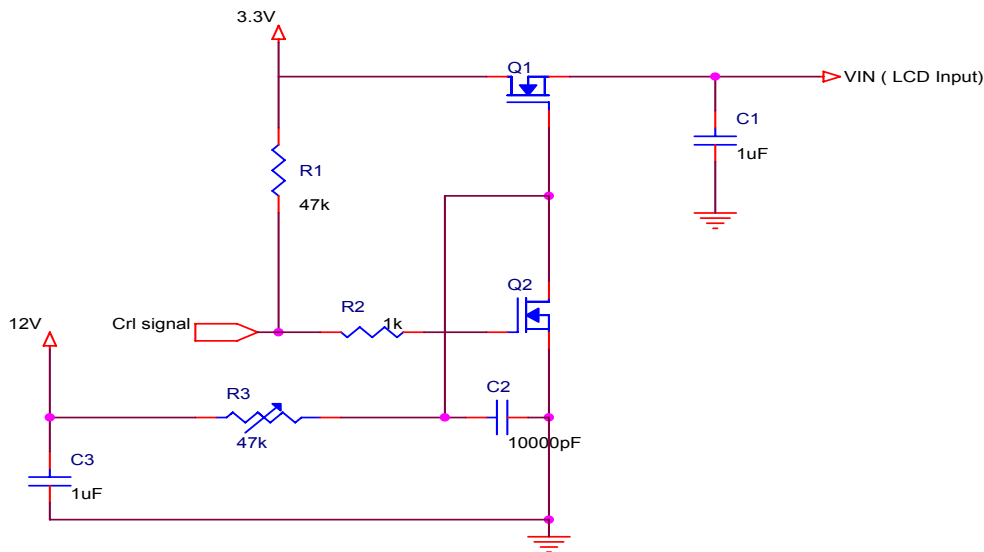 3.3V
Q1
VIN ( LCD Input)
C1
1uF
R1
47k
Q2
12V
Crl signal
R2
1k
R3
47k
C2
10000pF
C3
1uF